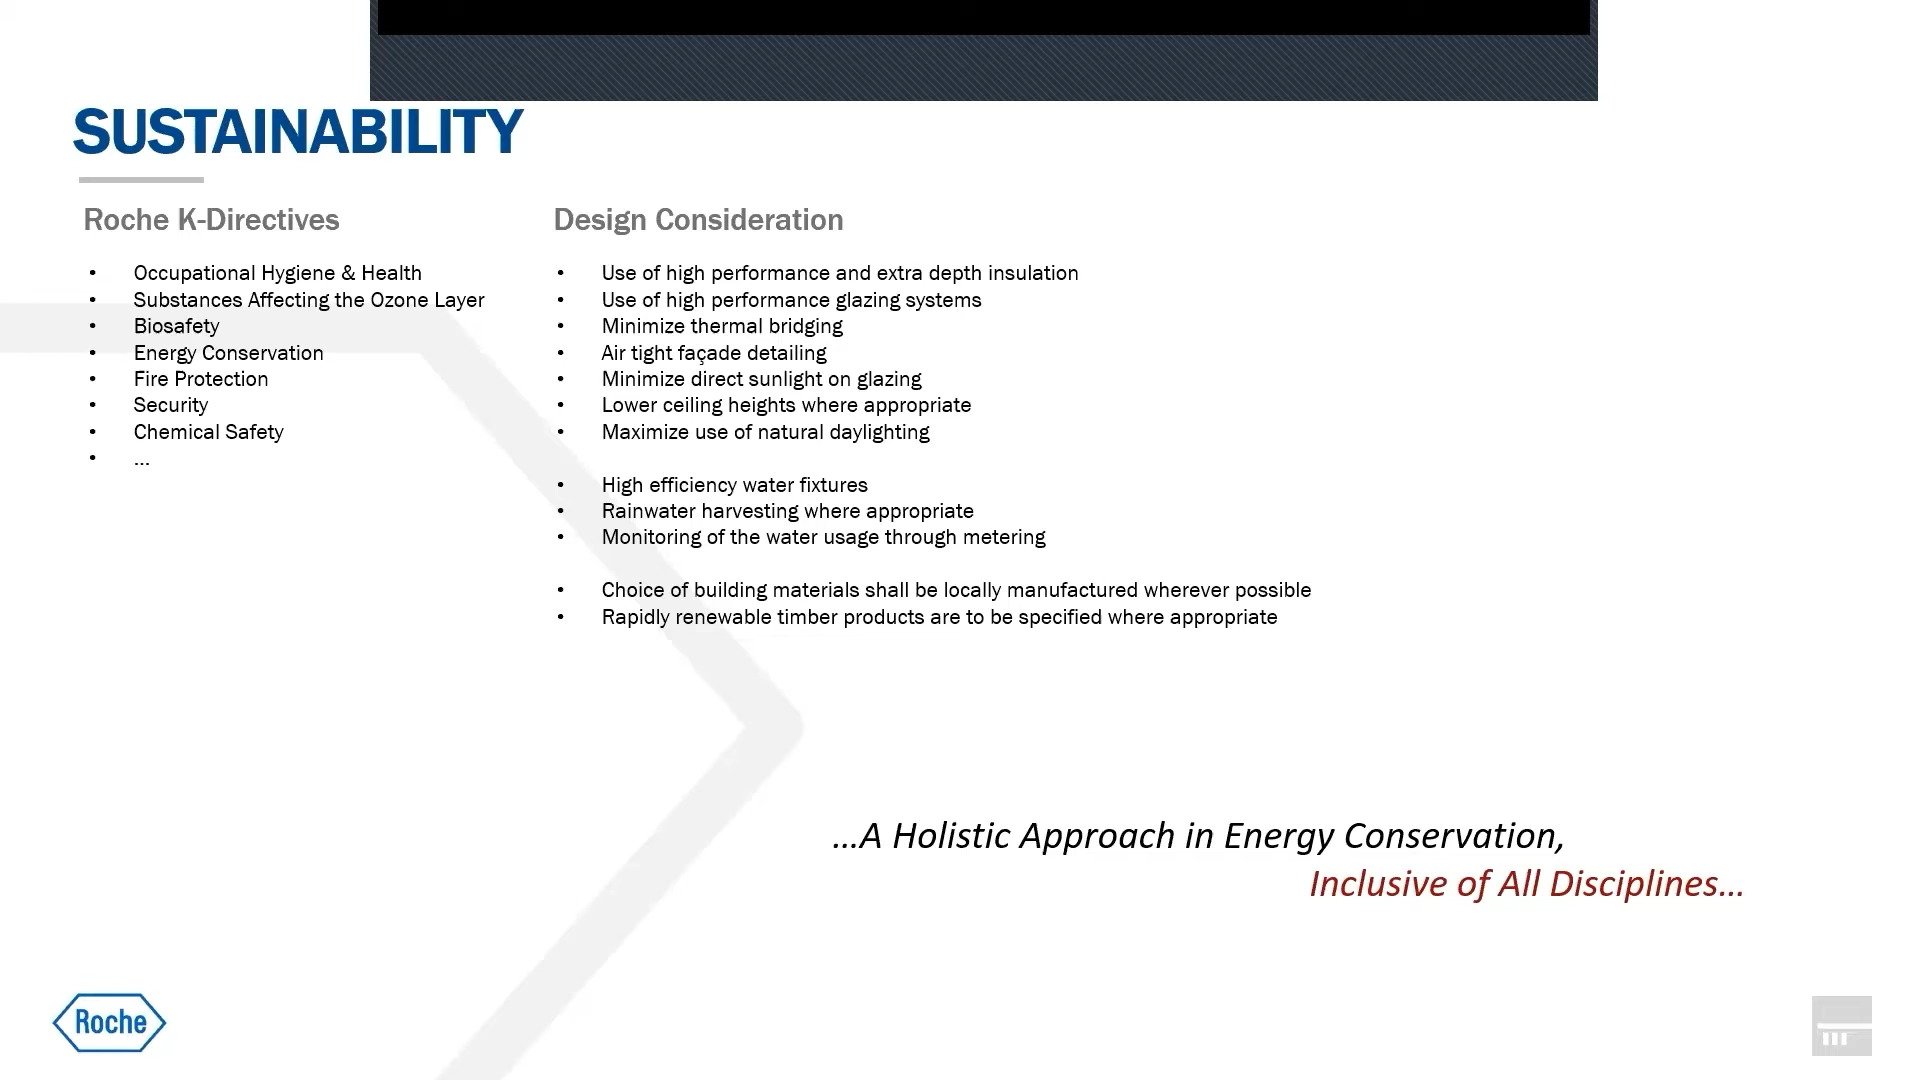 SUSTAINABILITY
Roche K-Directives
• Occupational Hygiene & Health
• Substances Affecting the Ozone Layer
• Biosafety
• Energy Conservation
• Fire Protection
• Security
• Chemical Safety
• ...
Design Consideration
• Use of high performance and extra depth insulation
• Use of high performance glazing systems
• Minimize thermal bridging
• Air tight façade detailing
• Minimize direct sunlight on glazing
• Lower ceiling heights where appropriate
• Maximize use of natural daylighting
• High efficiency water fixtures
• Rainwater harvesting where appropriate
• Monitoring of the water usage through metering
• Choice of building materials shall be locally manufactured wherever possible
• Rapidly renewable timber products are to be specified where appropriate
...A Holistic Approach in Energy Conservation,
Inclusive of All Disciplines...
Roche